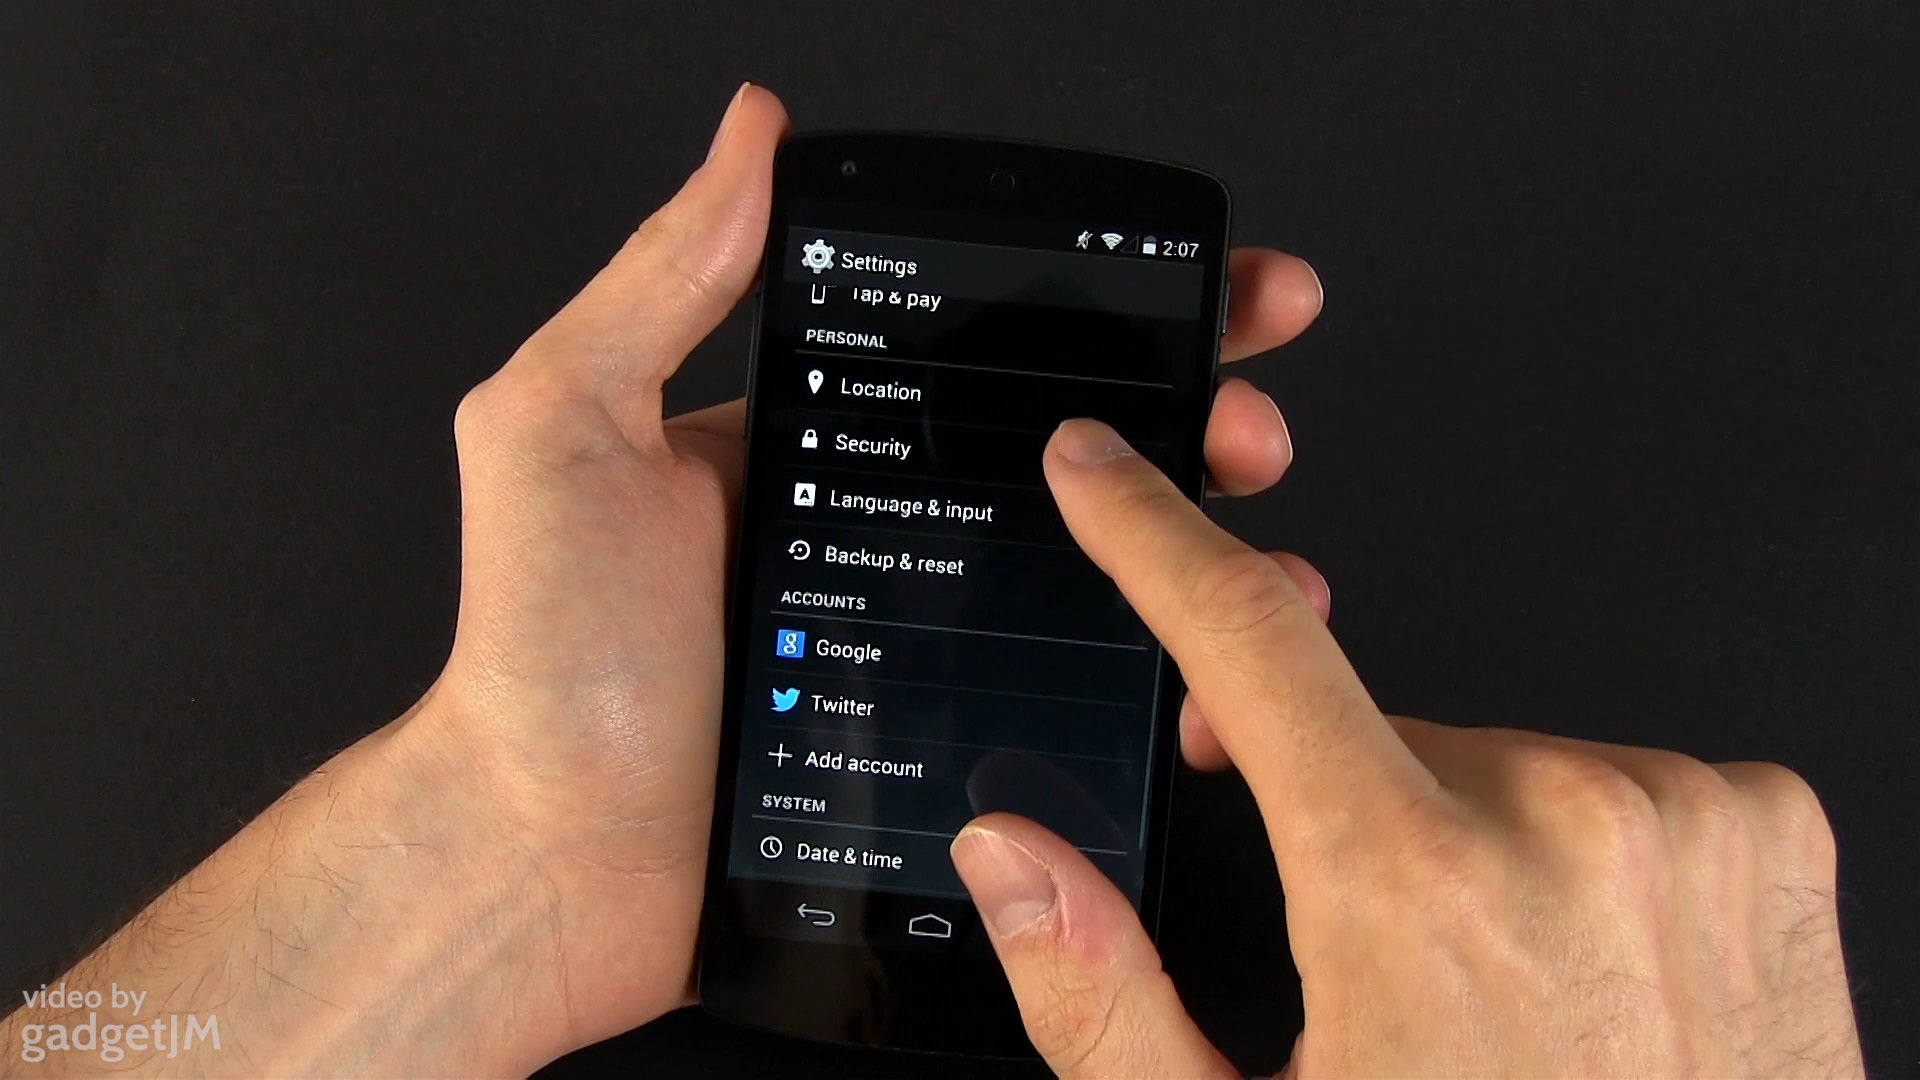 2:07
Settings
Tap & pay
PERSONAL
Location
Security
Language & input
Backup & reset
ACCOUNTS
g Google
Twitter
Add account
SYSTEM
Date & time
video by
gadgetJM